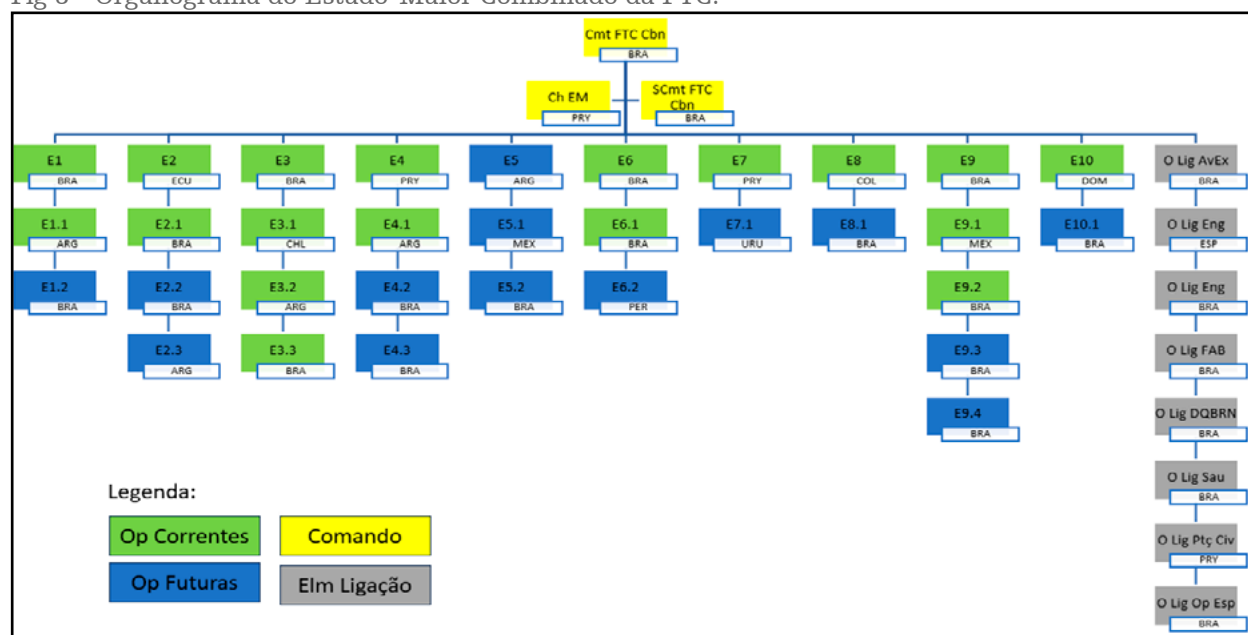 Cmt FTC Cbn
BRA
Ch EM
PRY
SCmt FTC
Cbn
BRA
E1
BRA
E2
ECU
E3
BRA
E4
PRY
E5
ARG
E6
BRA
E7
PRY
E8
COL
E9
BRA
E10
DOM
O Lig AvEx
BRA
E1.1
ARG
E2.1
BRA
E3.1
CHL
E4.1
ARG
E5.1
MEX
E6.1
BRA
E7.1
URU
E8.1
BRA
E9.1
MEX
E10.1
BRA
O Lig Eng
ESP
E1.2
BRA
E2.2
BRA
E3.2
ARG
E4.2
BRA
E5.2
BRA
E6.2
PER
E9.2
BRA
O Lig Eng
BRA
E2.3
ARG
E3.3
BRA
E4.3
BRA
E9.3
BRA
O Lig FAB
BRA
E9.4
BRA
O Lig DQBRN
BRA
O Lig Sau
BRA
O Lig Ptç Civ
PRY
O Lig Op Esp
BRA
Legenda:
Op Correntes
Comando
Op Futuras
Elm Ligação